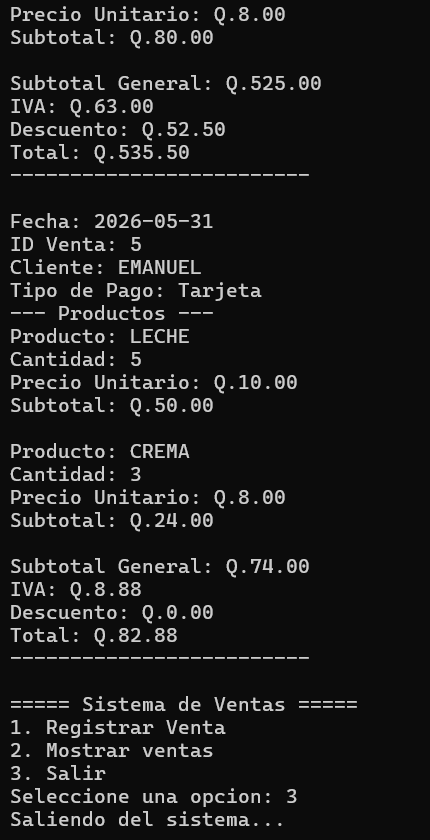 Precio Unitario: Q.8.00
Subtotal: Q.80.00
Subtotal General: Q.525.00
IVA: Q.63.00
Descuento: Q.52.50
Total: Q.535.50
-------------------------
Fecha: 2026-05-31
ID Venta: 5
Cliente: EMANUEL
Tipo de Pago: Tarjeta
--- Productos ---
Producto: LECHE
Cantidad: 5
Precio Unitario: Q.10.00
Subtotal: Q.50.00
Producto: CREMA
Cantidad: 3
Precio Unitario: Q.8.00
Subtotal: Q.24.00
Subtotal General: Q.74.00
IVA: Q.8.88
Descuento: Q.0.00
Total: Q.82.88
-------------------------
===== Sistema de Ventas =====
1. Registrar Venta
2. Mostrar ventas
3. Salir
Seleccione una opcion: 3
Saliendo del sistema...